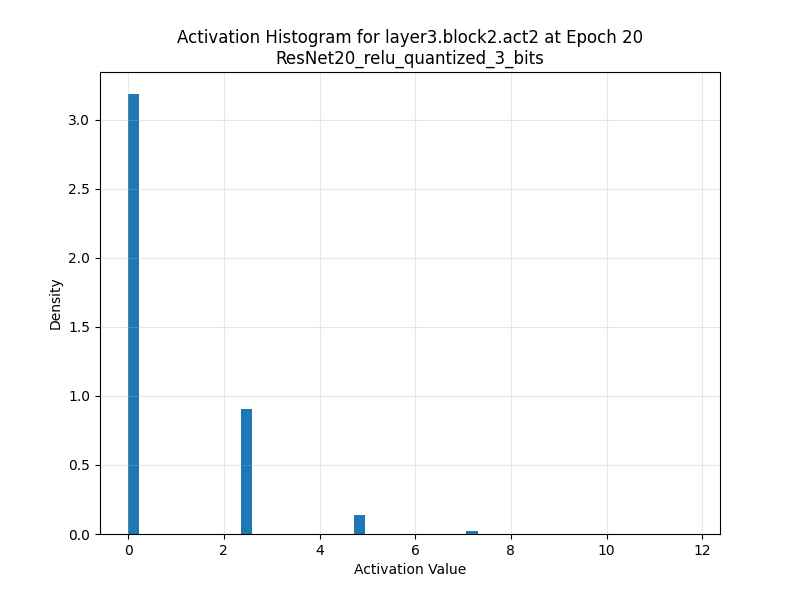 Activation Histogram for layer3.block2.act2 at Epoch 20
ResNet20_relu_quantized_3_bits
3.0
2.5
2.0
1.5
1.0
0.5
0.0
Density
0 2 4 6 8 10 12
Activation Value